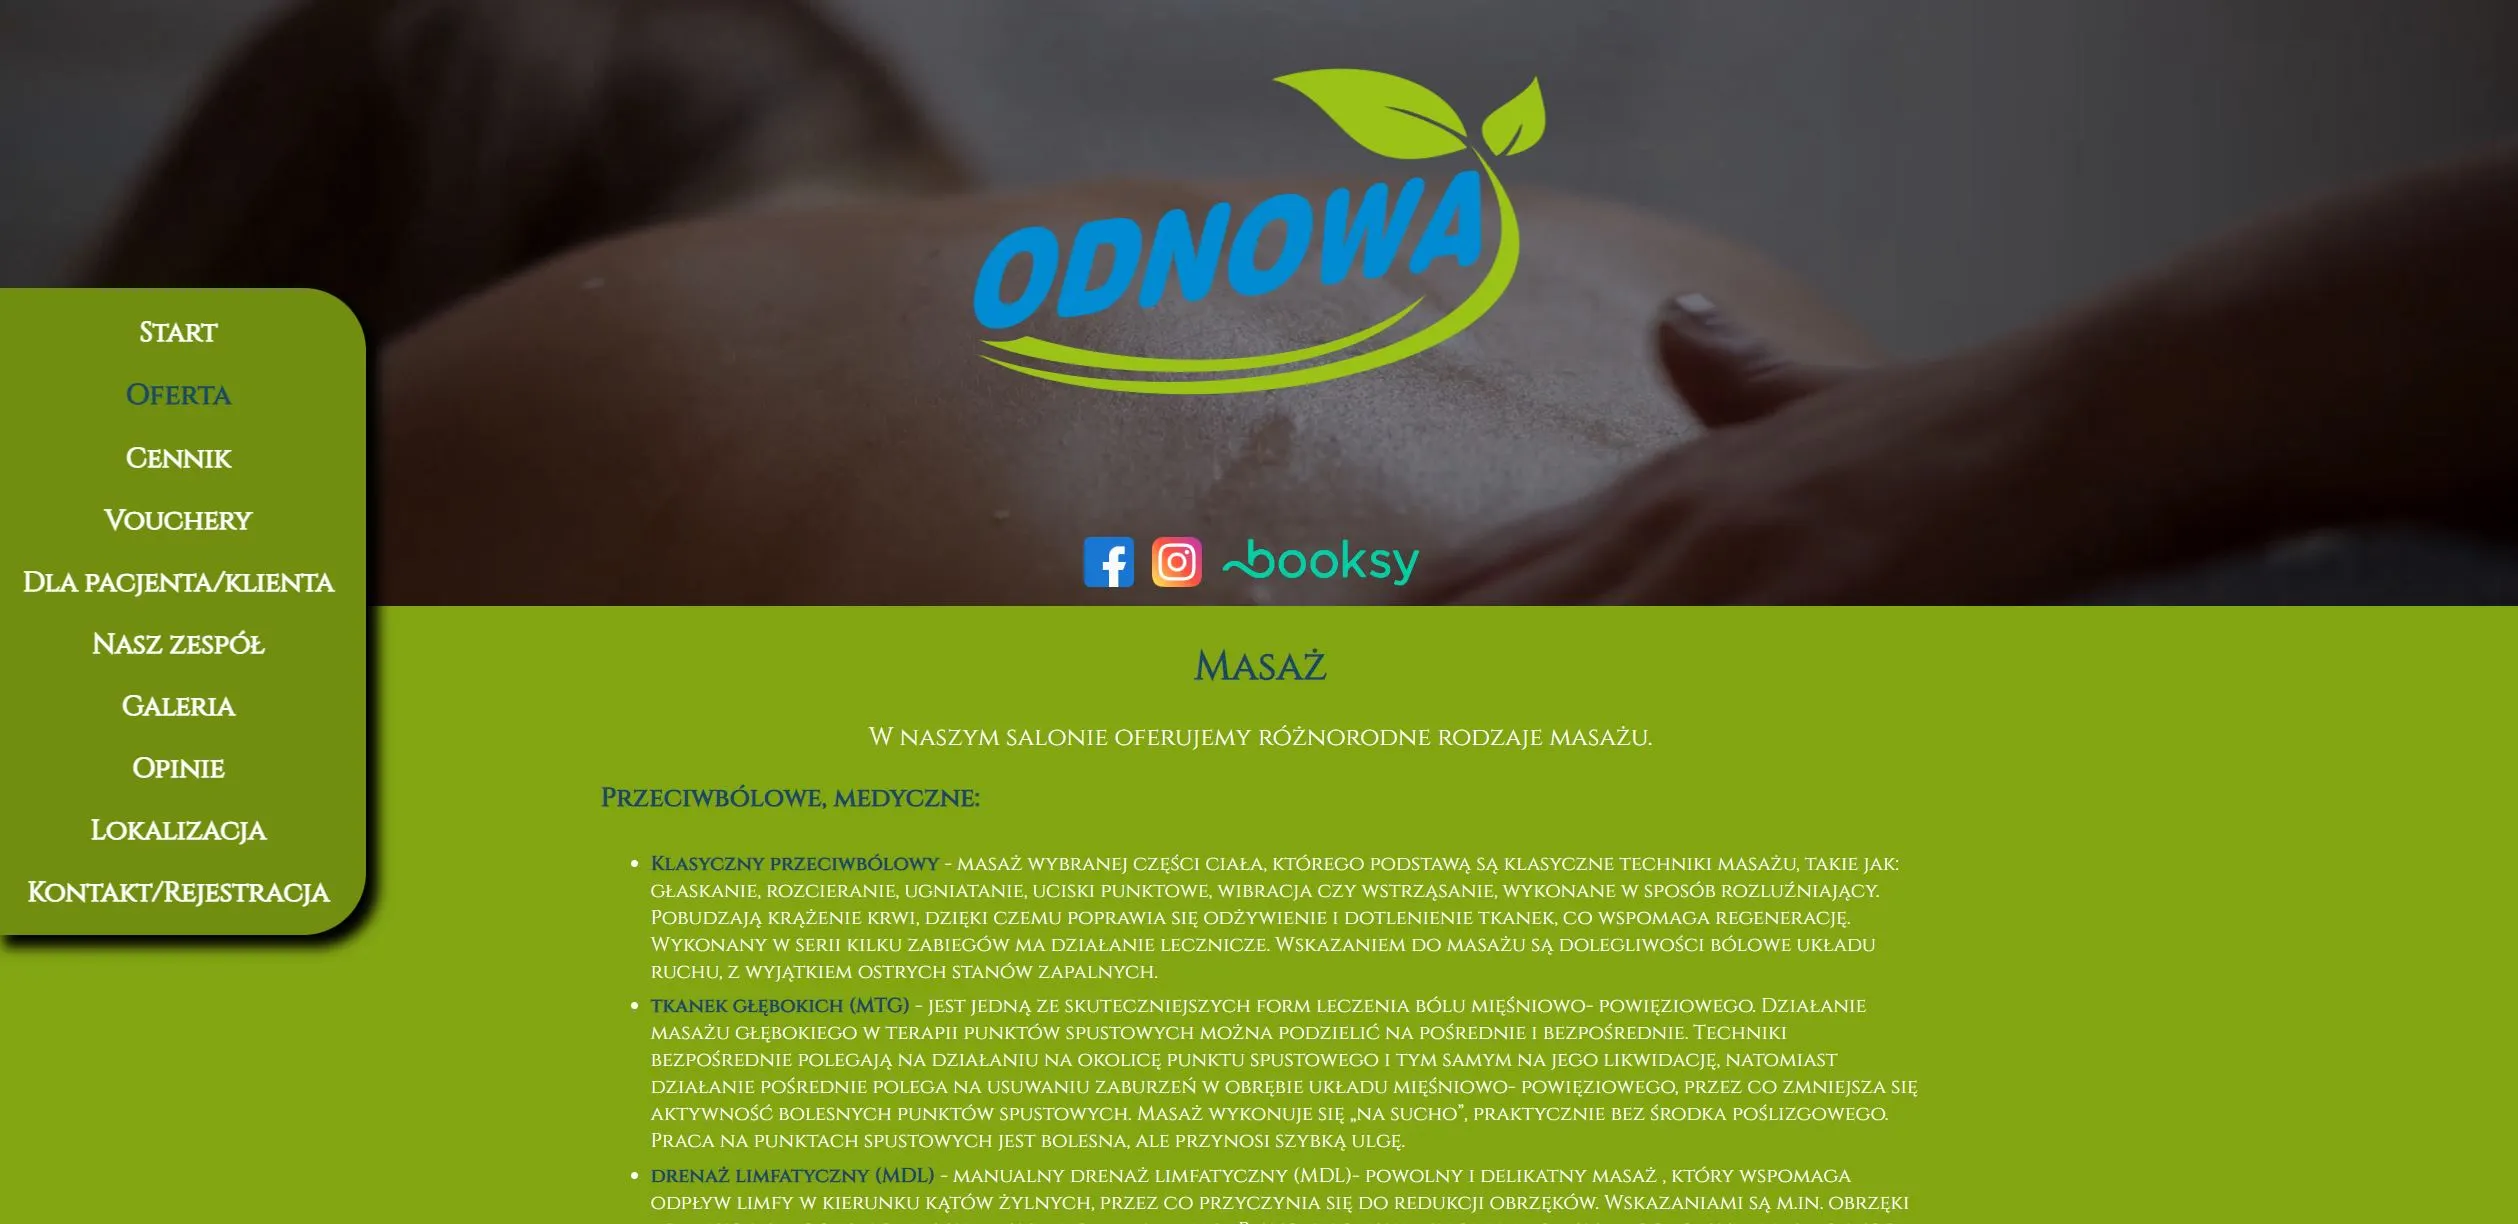 ODNOWA
booksy
Start
Oferta
Cennik
Vouchery
Dla pacjenta/klienta
Nasz zespół
Galeria
Opinie
Lokalizacja
Kontakt/Rejestracja
Masaż
W naszym salonie oferujemy różnorodne rodzaje masażu.
Przeciwbólowe, medyczne:
Klasyczny przeciwbólowy - masaż wybranej części ciała, którego podstawą są klasyczne techniki masażu, takie jak:
głaskanie, rozcieranie, ugniatanie, uciski punktowe, wibracja czy wstrząsanie, wykonane w sposób rozluźniający.
Pobudzają krążenie krwi, dzięki czemu poprawia się odżywienie i dotlenienie tkanek, co wspomaga regenerację.
Wykonany w serii kilku zabiegów ma działanie lecznicze. Wskazaniem do masażu są dolegliwości bólowe układu
ruchu, z wyjątkiem ostrych stanów zapalnych.
tkanek głębokich (MTG) - jest jedną ze skuteczniejszych form leczenia bólu mięśniowo- powięziowego. Działanie
masażu głębokiego w terapii punktów spustowych można podzielić na pośrednie i bezpośrednie. Techniki
bezpośrednie polegają na działaniu na okolicę punktu spustowego i tym samym na jego likwidację, natomiast
działanie pośrednie polega na usuwaniu zaburzeń w obrębie układu mięśniowo- powięziowego, przez co zmniejsza się
aktywność bolesnych punktów spustowych. Masaż wykonuje się „na sucho”, praktycznie bez środka poślizgowego.
Praca na punktach spustowych jest bolesna, ale przynosi szybką ulgę.
drenaż limfatyczny (MDL) - manualny drenaż limfatyczny (MDL)- powolny i delikatny masaż , który wspomaga
odpływ limfy w kierunku kątów żylnych, przez co przyczynia się do redukcji obrzęków. Wskazaniami są m.in. obrzęki